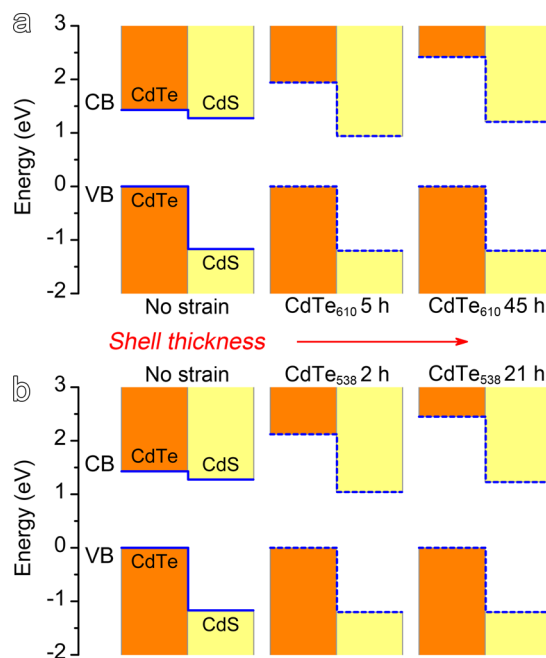 a
3
2
1
0
-1
-2
Energy (eV)
CB
VB
CdTe
CdS
CdTe
CdS
No strain
CdTe₆₁₀ 5 h
CdTe₆₁₀ 45 h
Shell thickness
b
No strain
CdTe₅₃₈ 2 h
CdTe₅₃₈ 21 h
3
2
1
0
-1
-2
Energy (eV)
CB
VB
CdTe
CdS
CdTe
CdS